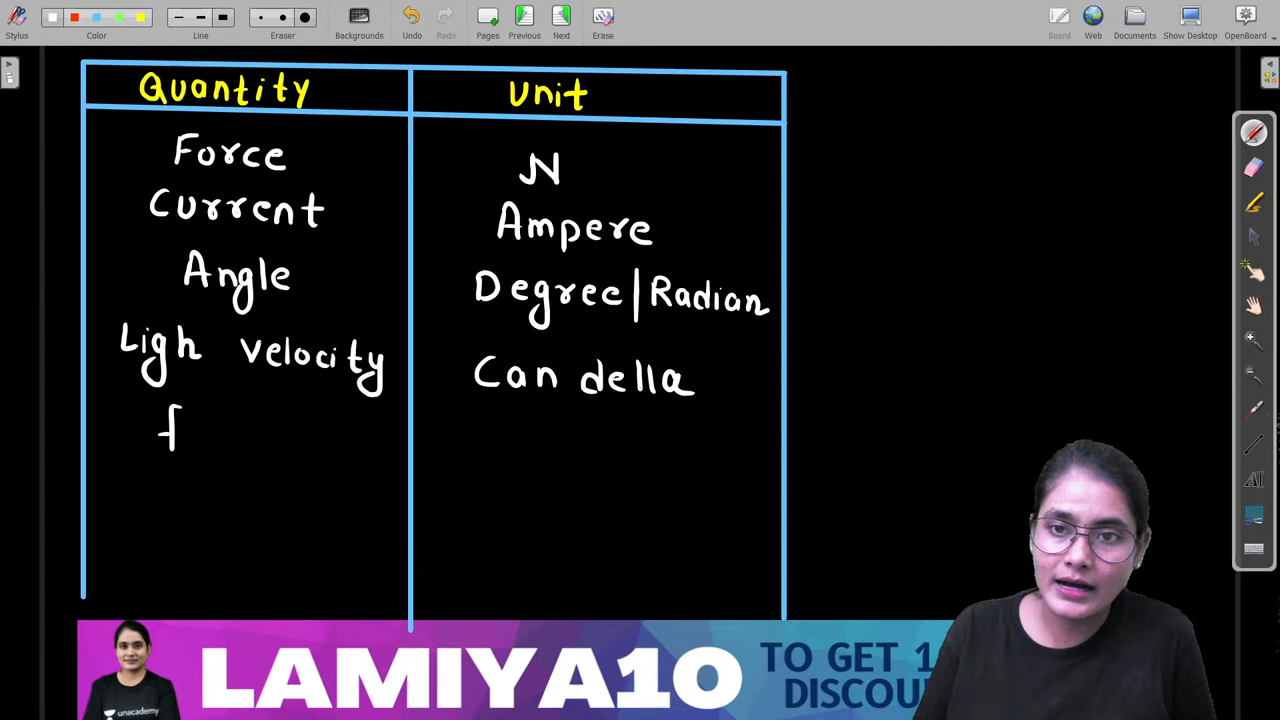 Stylus Color Line Eraser Backgrounds Undo Redo Pages Previous Next Erase Board Web Documents Show Desktop OpenBoard
Quantity Unit
Force N
Current Ampere
Angle Degree|Radian
Ligh velocity Can della
f
LAMIYA10 TO GET 1
DISCOU
unacademy